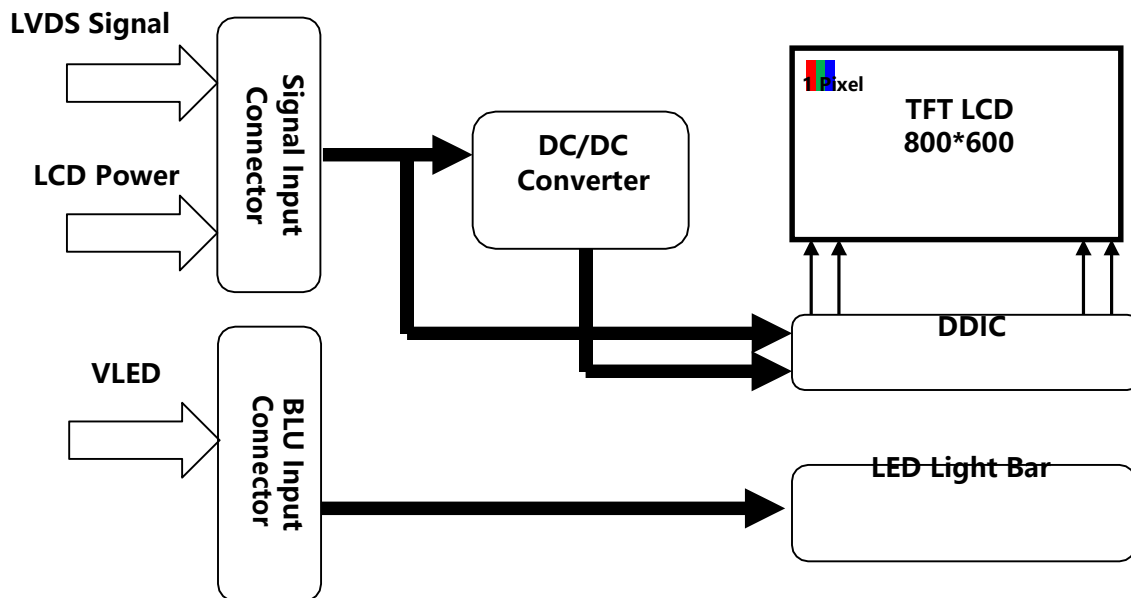 LVDS Signal
LCD Power
Signal Input
Connector
DC/DC
Converter
1 Pixel
TFT LCD
800*600
DDIC
VLED
BLU Input
Connector
LED Light Bar